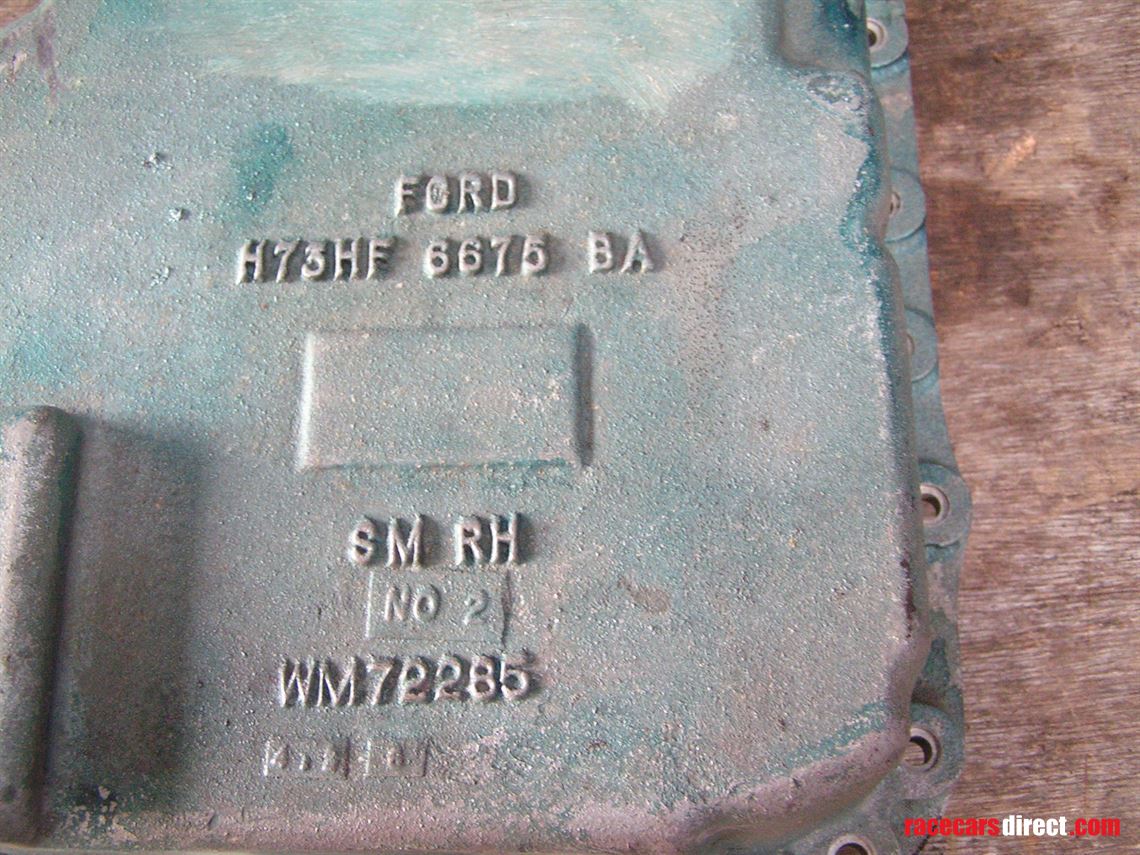 FORD
H73HF 6675 BA
SM RH
NO 2
WM72285
racecarsdirect.com